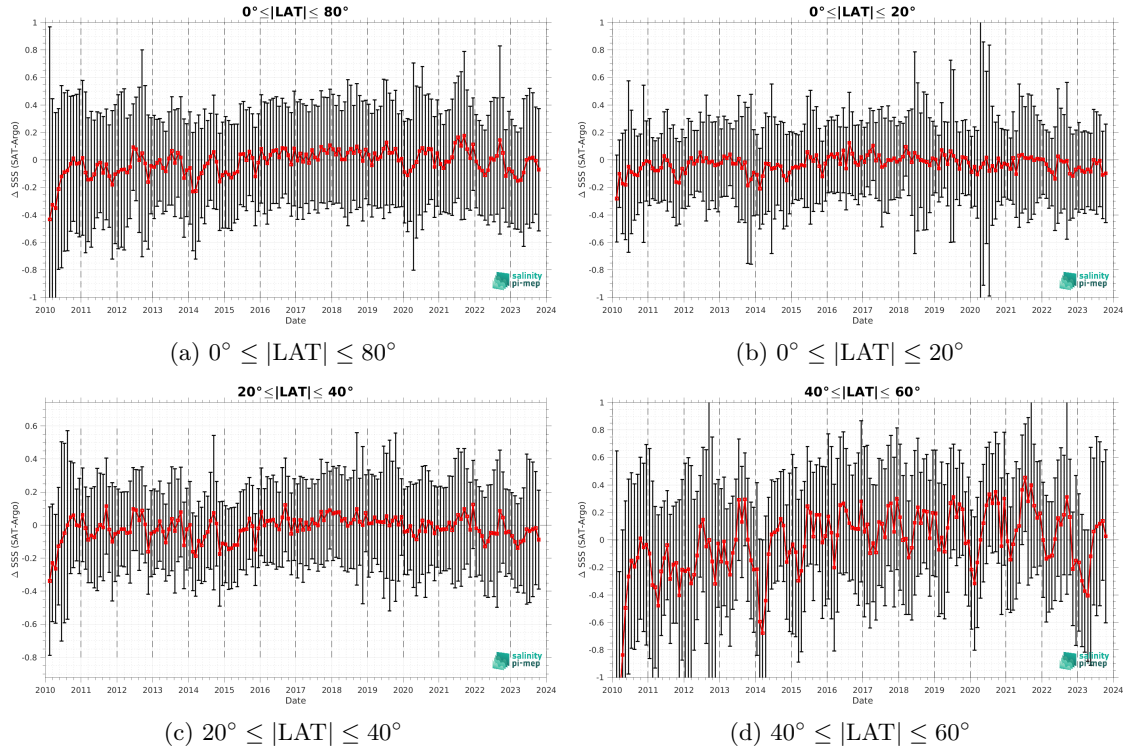 0°≤|LAT|≤ 80°
Δ SSS (SAT-Argo)
1
0.8
0.6
0.4
0.2
0
-0.2
-0.4
-0.6
-0.8
-1
salinity
pi-mep
2010 2011 2012 2013 2014 2015 2016 2017 2018 2019 2020 2021 2022 2023 2024
Date
(a) 0° ≤ |LAT| ≤ 80°
0°≤|LAT|≤ 20°
Δ SSS (SAT-Argo)
1
0.8
0.6
0.4
0.2
0
-0.2
-0.4
-0.6
-0.8
-1
salinity
pi-mep
2010 2011 2012 2013 2014 2015 2016 2017 2018 2019 2020 2021 2022 2023 2024
Date
(b) 0° ≤ |LAT| ≤ 20°
20°≤|LAT|≤ 40°
Δ SSS (SAT-Argo)
0.6
0.4
0.2
0
-0.2
-0.4
-0.6
-0.8
salinity
pi-mep
2010 2011 2012 2013 2014 2015 2016 2017 2018 2019 2020 2021 2022 2023 2024
Date
(c) 20° ≤ |LAT| ≤ 40°
40°≤|LAT|≤ 60°
Δ SSS (SAT-Argo)
1
0.8
0.6
0.4
0.2
0
-0.2
-0.4
-0.6
-0.8
-1
salinity
pi-mep
2010 2011 2012 2013 2014 2015 2016 2017 2018 2019 2020 2021 2022 2023 2024
Date
(d) 40° ≤ |LAT| ≤ 60°